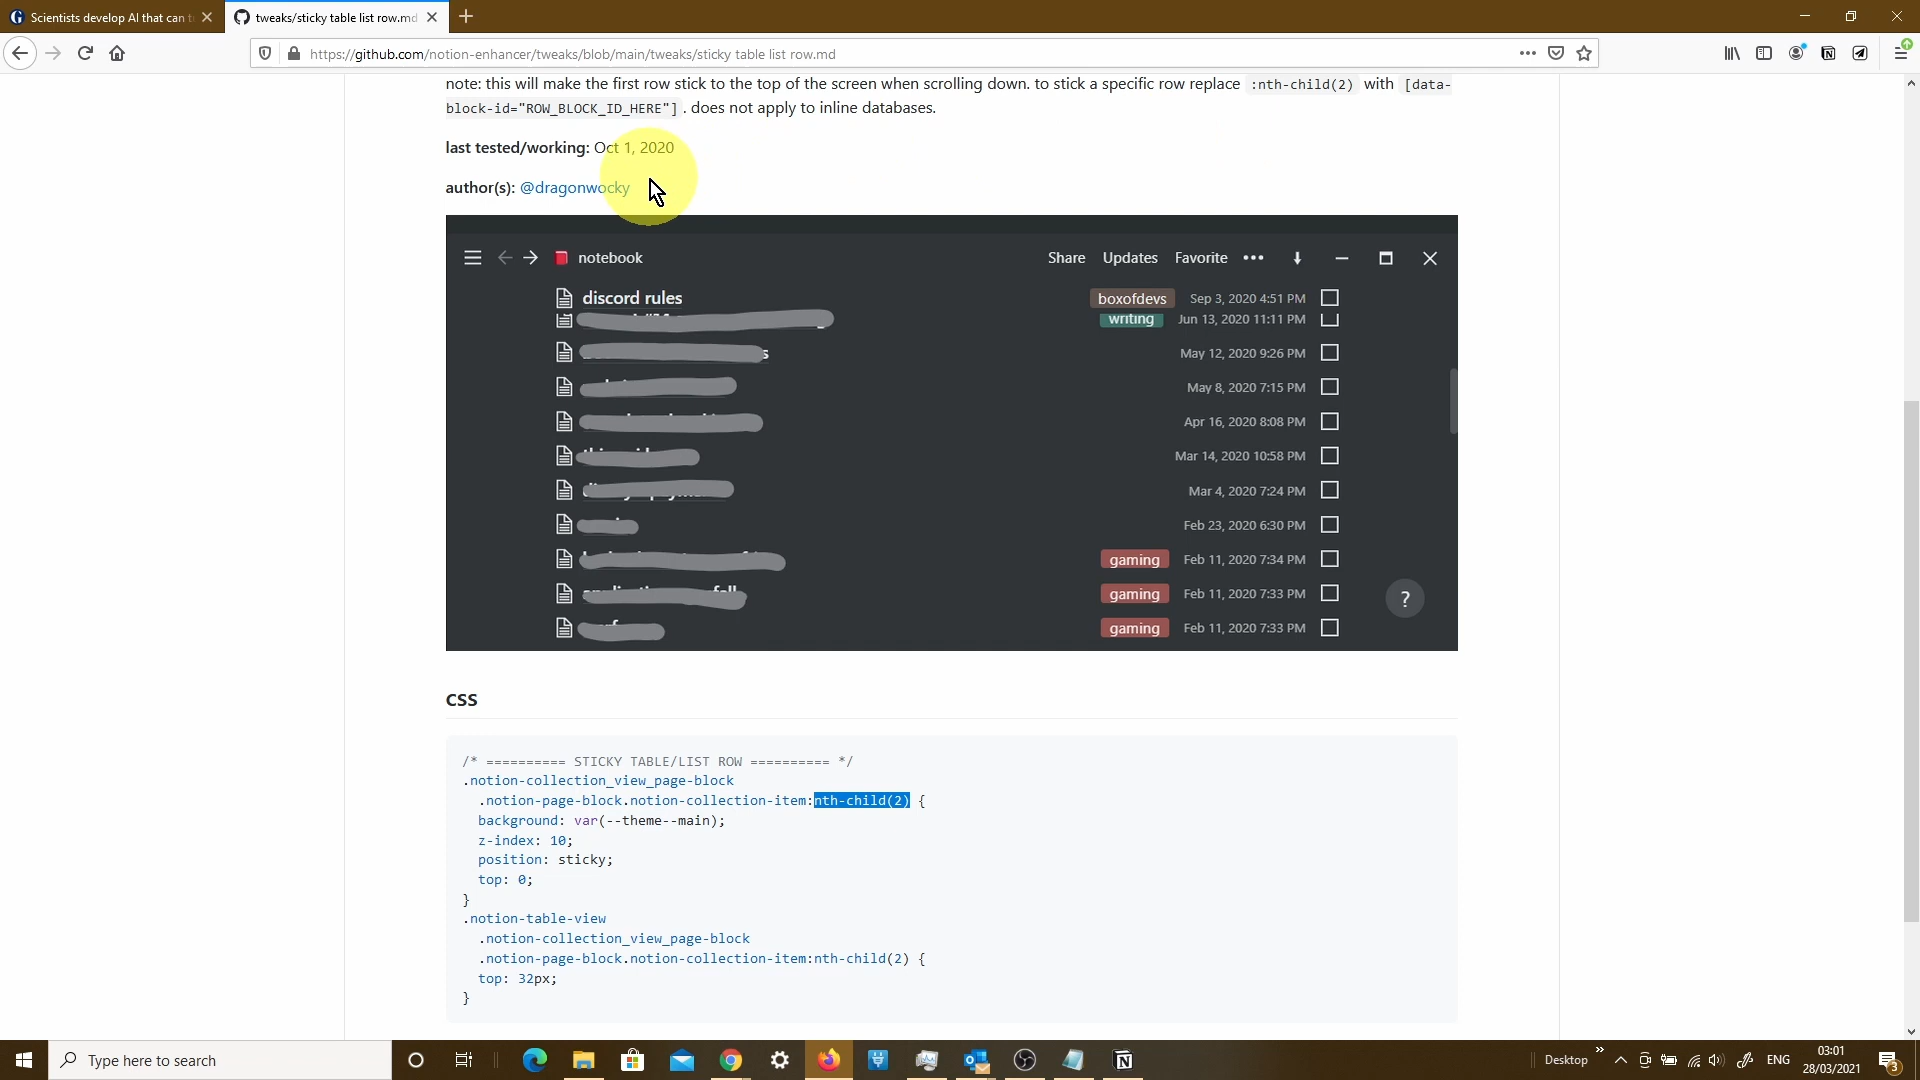 Scientists develop AI that can t
tweaks/sticky table list row.md
https://github.com/notion-enhancer/tweaks/blob/main/tweaks/sticky table list row.md
note: this will make the first row stick to the top of the screen when scrolling down. to stick a specific row replace :nth-child(2) with [data-
block-id="ROW_BLOCK_ID_HERE"] . does not apply to inline databases.
last tested/working: Oct 1, 2020
author(s): @dragonwocky
notebook Share Updates Favorite
discord rules boxofdevs Sep 3, 2020 4:51 PM
writing Jun 13, 2020 11:11 PM
May 12, 2020 9:26 PM
May 8, 2020 7:15 PM
Apr 16, 2020 8:08 PM
Mar 14, 2020 10:58 PM
Mar 4, 2020 7:24 PM
Feb 23, 2020 6:30 PM
gaming Feb 11, 2020 7:34 PM
gaming Feb 11, 2020 7:33 PM
?
gaming Feb 11, 2020 7:33 PM
CSS
/* ========== STICKY TABLE/LIST ROW ========== */
.notion-collection_view_page-block
.notion-page-block.notion-collection-item:nth-child(2) {
background: var(--theme--main);
z-index: 10;
position: sticky;
top: 0;
}
.notion-table-view
.notion-collection_view_page-block
.notion-page-block.notion-collection-item:nth-child(2) {
top: 32px;
}
Type here to search
Desktop
ENG
03:01
28/03/2021
3